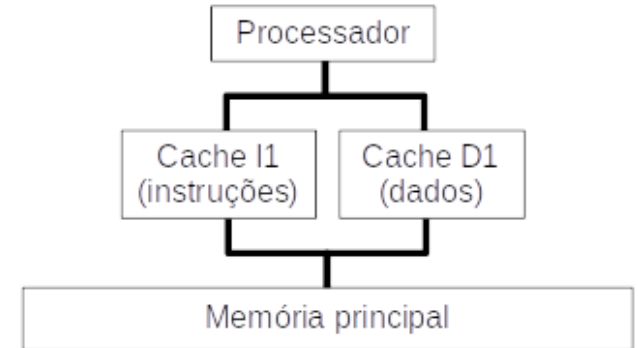 Processador
Cache I1
(instruções)
Cache D1
(dados)
Memória principal